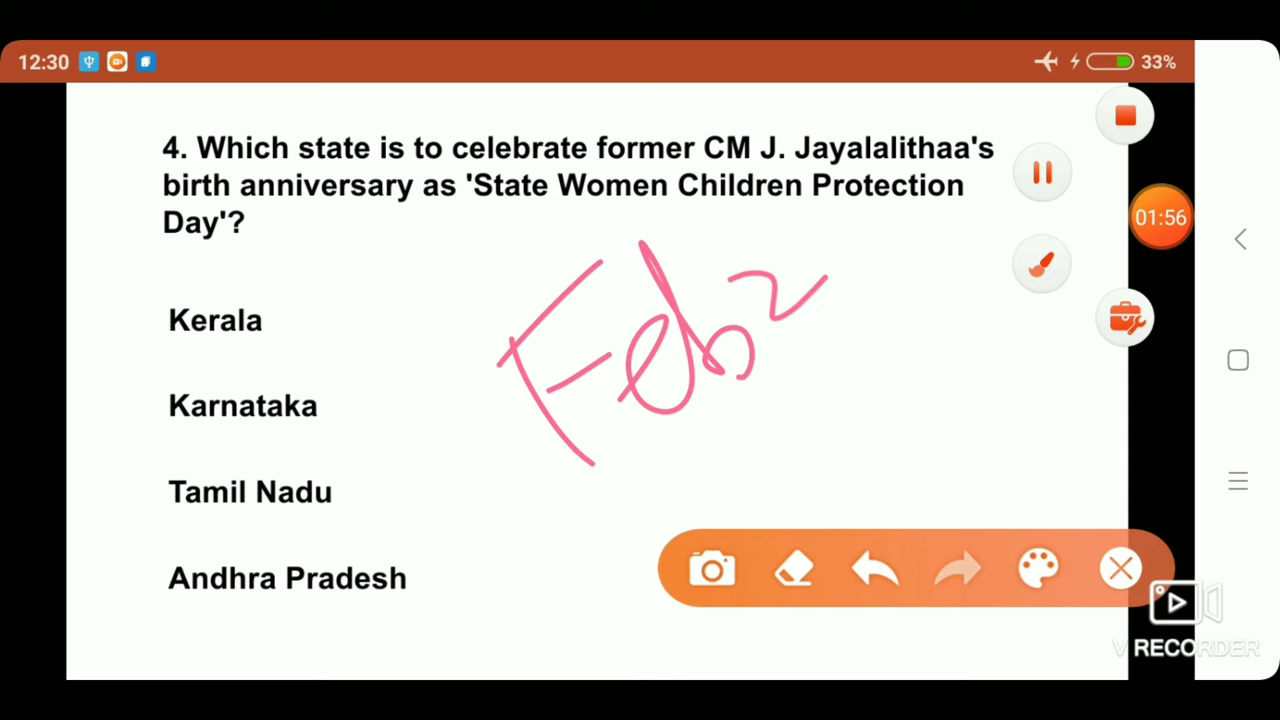 12:30
33%
4. Which state is to celebrate former CM J. Jayalalithaa's
birth anniversary as 'State Women Children Protection
Day'?
01:56
Feb 2
Kerala
Karnataka
Tamil Nadu
Andhra Pradesh
V RECORDER